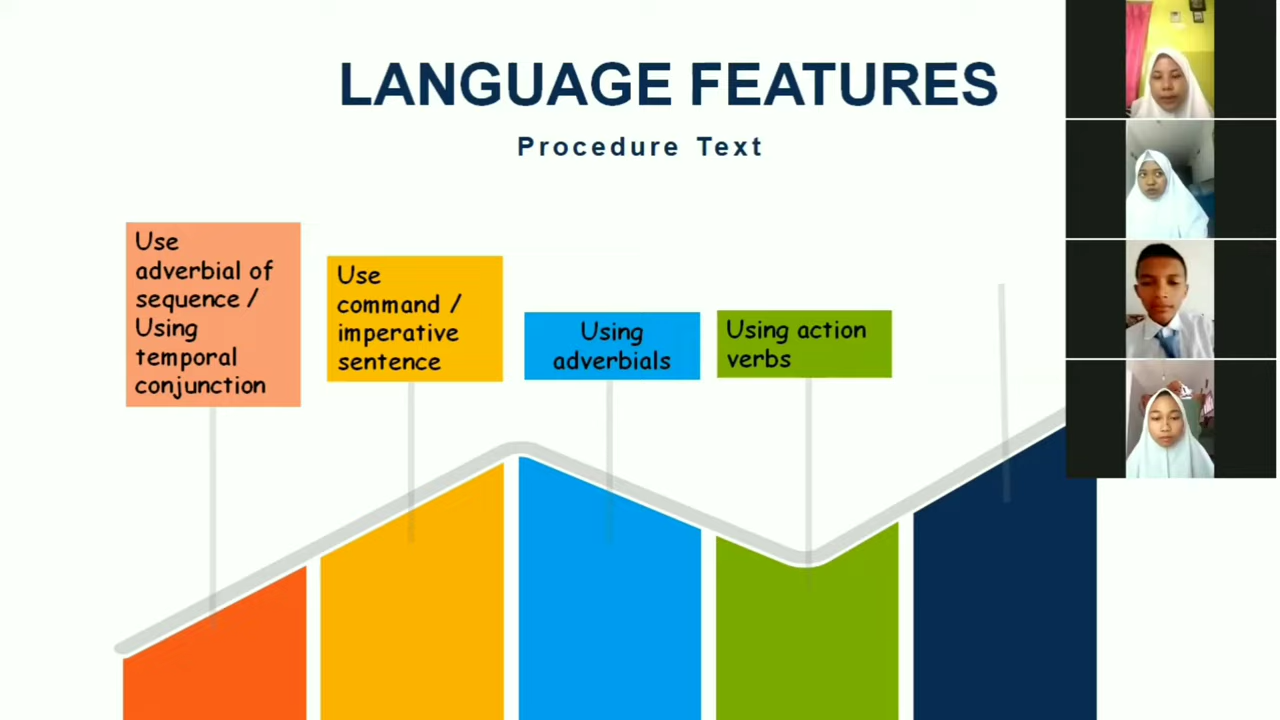 LANGUAGE FEATURES
Procedure Text
Use
adverbial of
sequence /
Using
temporal
conjunction
Use
command /
imperative
sentence
Using
adverbials
Using action
verbs